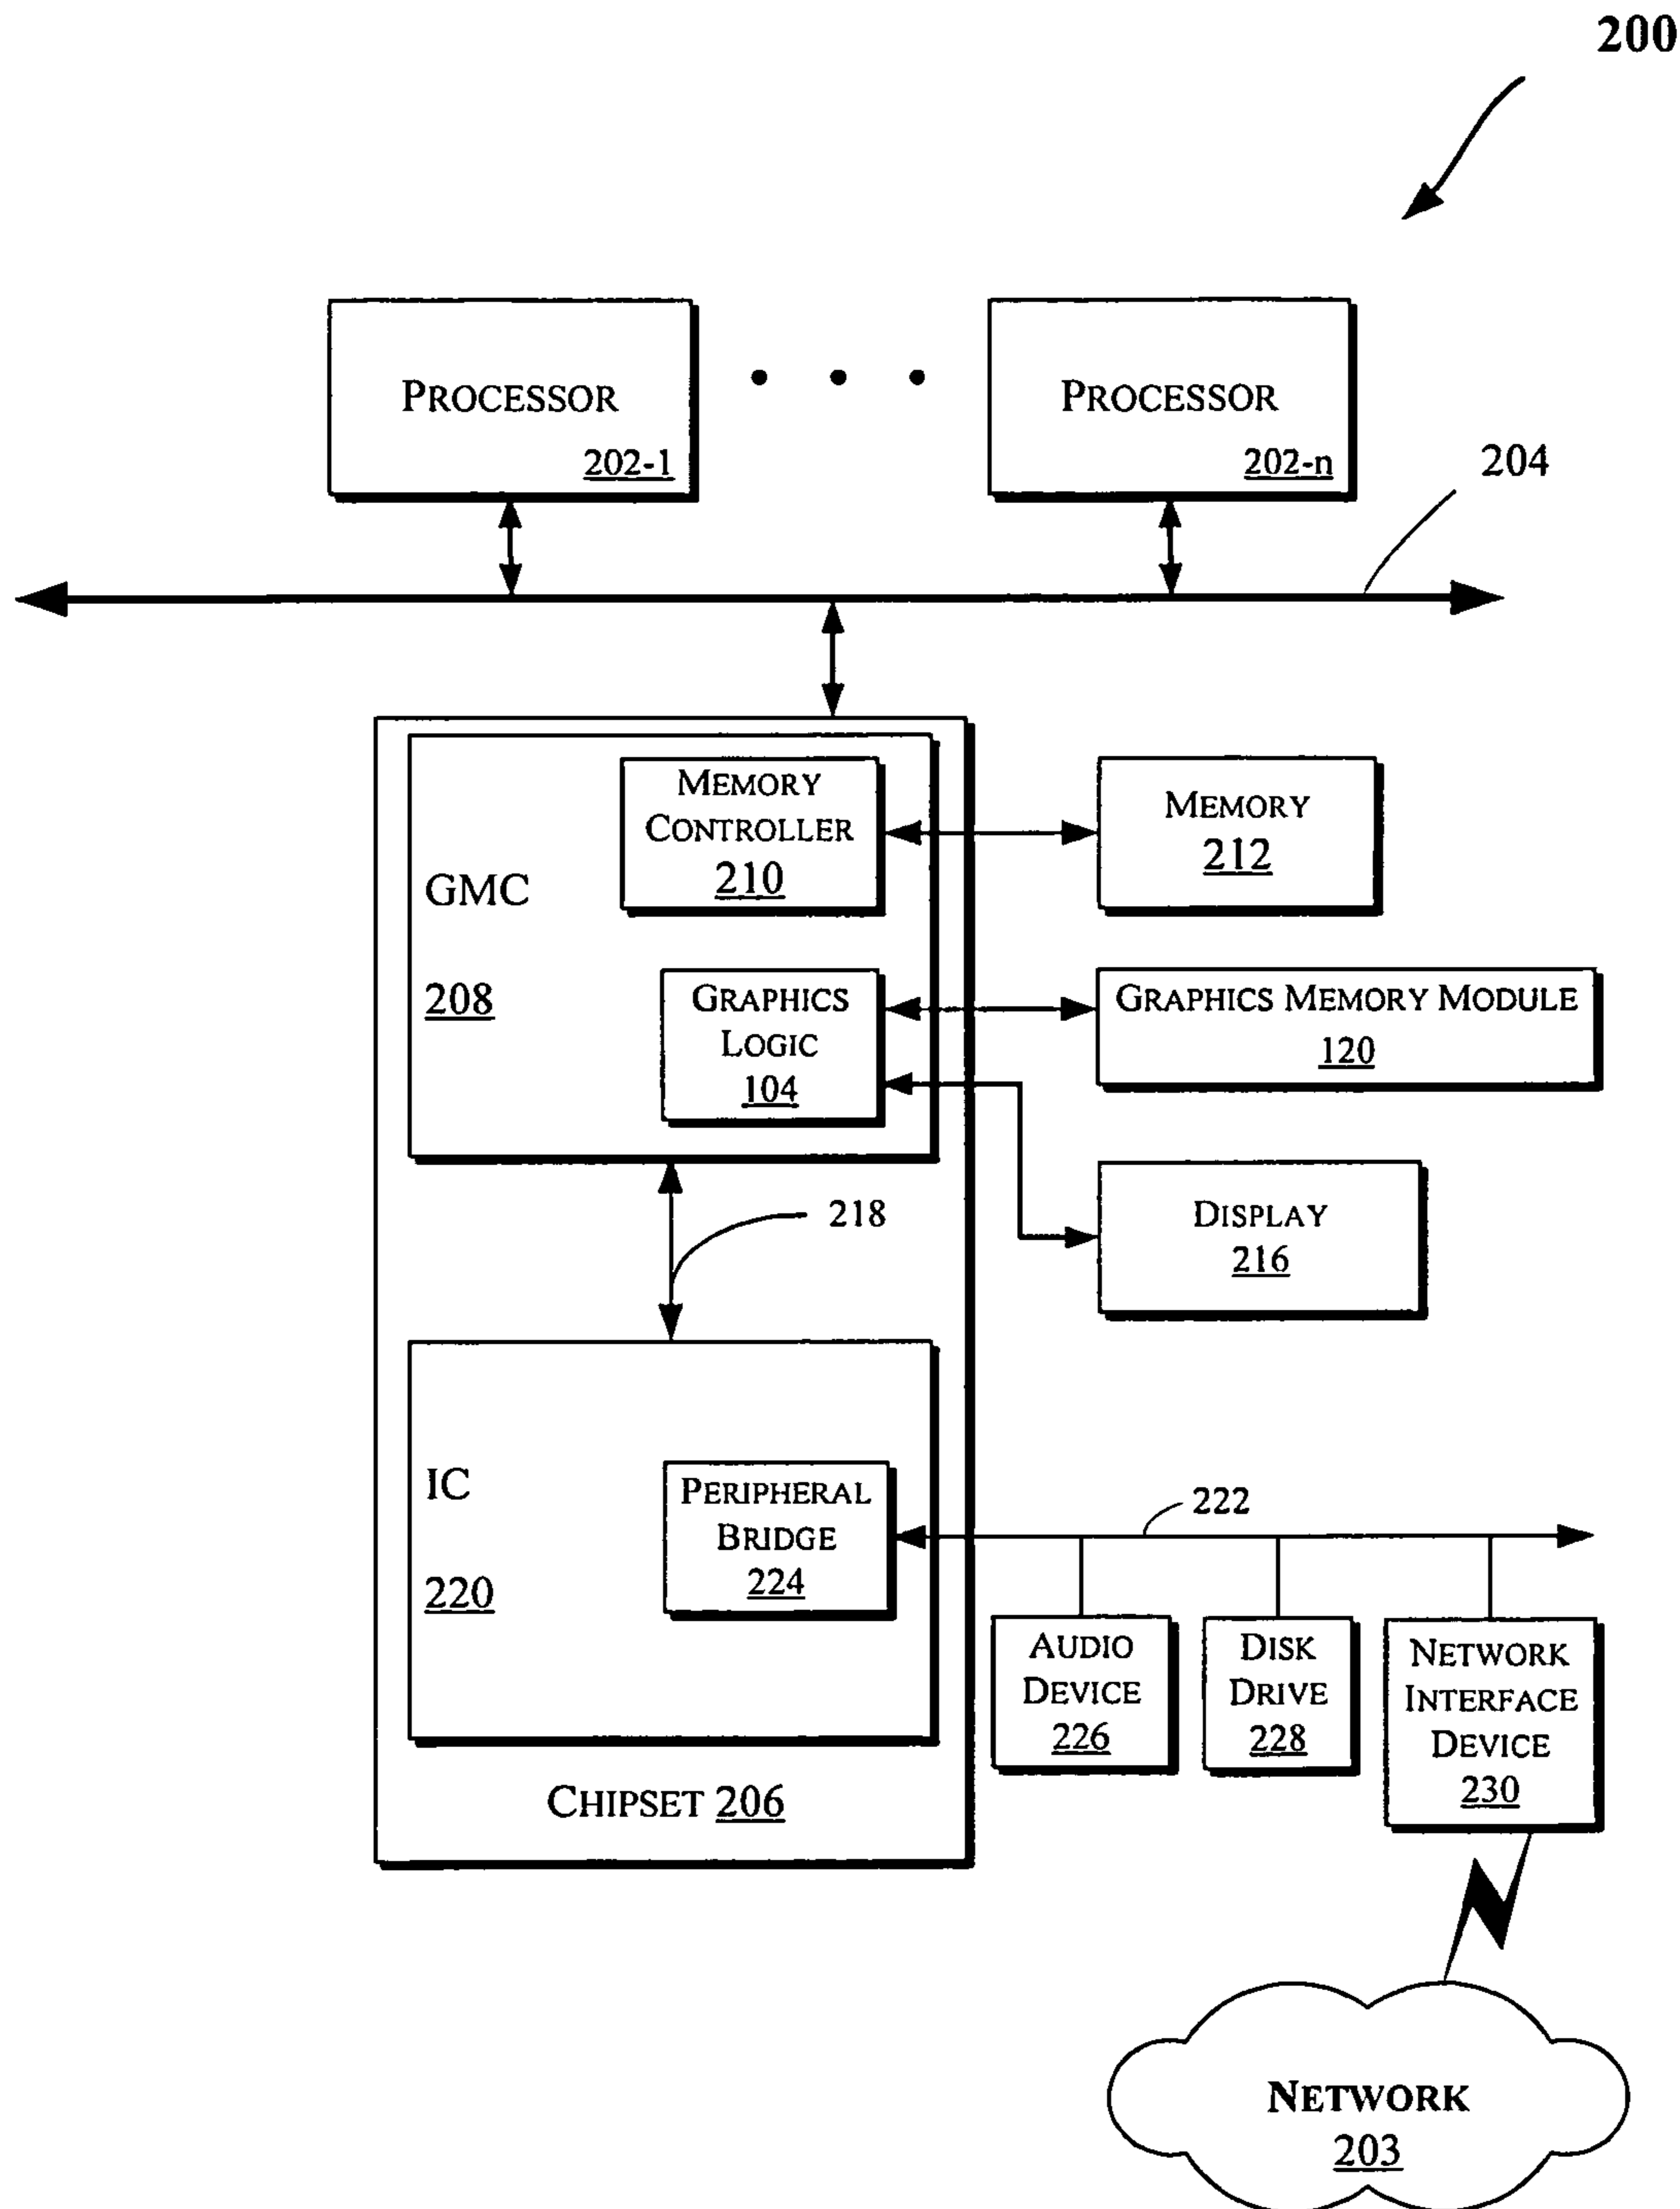 200
PROCESSOR
202-1
PROCESSOR
202-n
204
MEMORY
CONTROLLER
210
MEMORY
212
GMC
208
GRAPHICS
LOGIC
104
GRAPHICS MEMORY MODULE
120
218
DISPLAY
216
IC
220
PERIPHERAL
BRIDGE
224
222
AUDIO
DEVICE
226
DISK
DRIVE
228
NETWORK
INTERFACE
DEVICE
230
CHIPSET 206
NETWORK
203